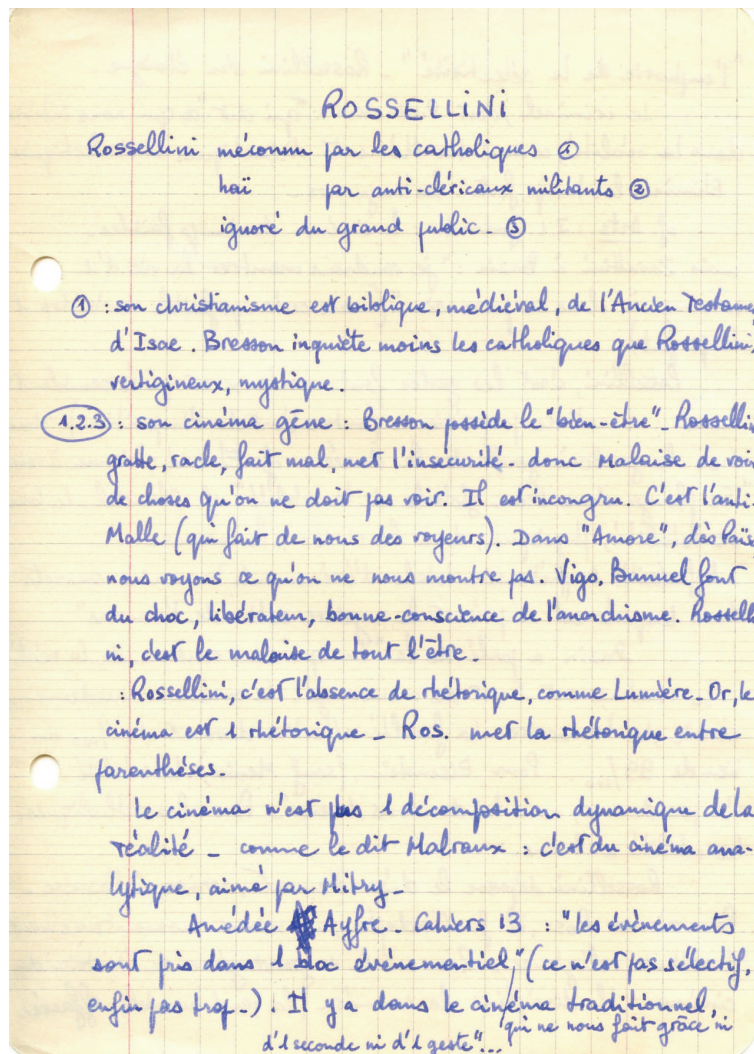 ROSSELLINI
Rossellini méconnu par les catholiques ①
haï par anti-cléricaux militants ②
ignoré du grand public. ③
① : son christianisme est biblique, médiéval, de l'Ancien Testame
d'Isae. Bresson inquiète moins les catholiques que Rossellini,
vertigineux, mystique.
1.2.3 : son cinéma gêne : Bresson possède le "bien-être" - Rossellin
gratte, racle, fait mal, met l'insécurité - donc Malaise de voir
de choses qu'on ne doit pas voir. Il est incongru. C'est l'anti-
Malle (qui fait de nous des voyeurs). Dans "Amore", dès Païsa
nous voyons ce qu'on ne nous montre pas. Vigo, Bunuel font
du choc, libérateur, bonne-conscience de l'anarchisme. Rosselli
ni, c'est le malaise de tout l'être.
: Rossellini, c'est l'absence de rhétorique, comme Lumière - Or, le
cinéma est 1 rhétorique - Ros. met la rhétorique entre
parenthèses.
Le cinéma n'est pas 1 décomposition dynamique de la
réalité - comme le dit Malraux : c'est du cinéma ana-
lytique, aimé par Mitry -
Amédée Ayfre - Cahiers 13 : "les évènements
sont pris dans 1 bloc évènementiel" (ce n'est pas sélectif,
enfin pas trop -). Il y a dans le cinéma traditionnel,
qui ne nous fait grâce ni
d'1 seconde ni d'1 geste"...